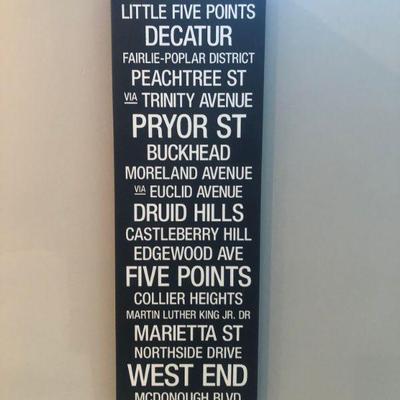 LITTLE FIVE POINTS
DECATUR
FAIRLIE-POPLAR DISTRICT
PEACHTREE ST
VIA TRINITY AVENUE
PRYOR ST
BUCKHEAD
MORELAND AVENUE
VIA EUCLID AVENUE
DRUID HILLS
CASTLEBERRY HILL
EDGEWOOD AVE
FIVE POINTS
COLLIER HEIGHTS
MARTIN LUTHER KING JR. DR
MARIETTA ST
NORTHSIDE DRIVE
WEST END
MCDONOUGH BLVD